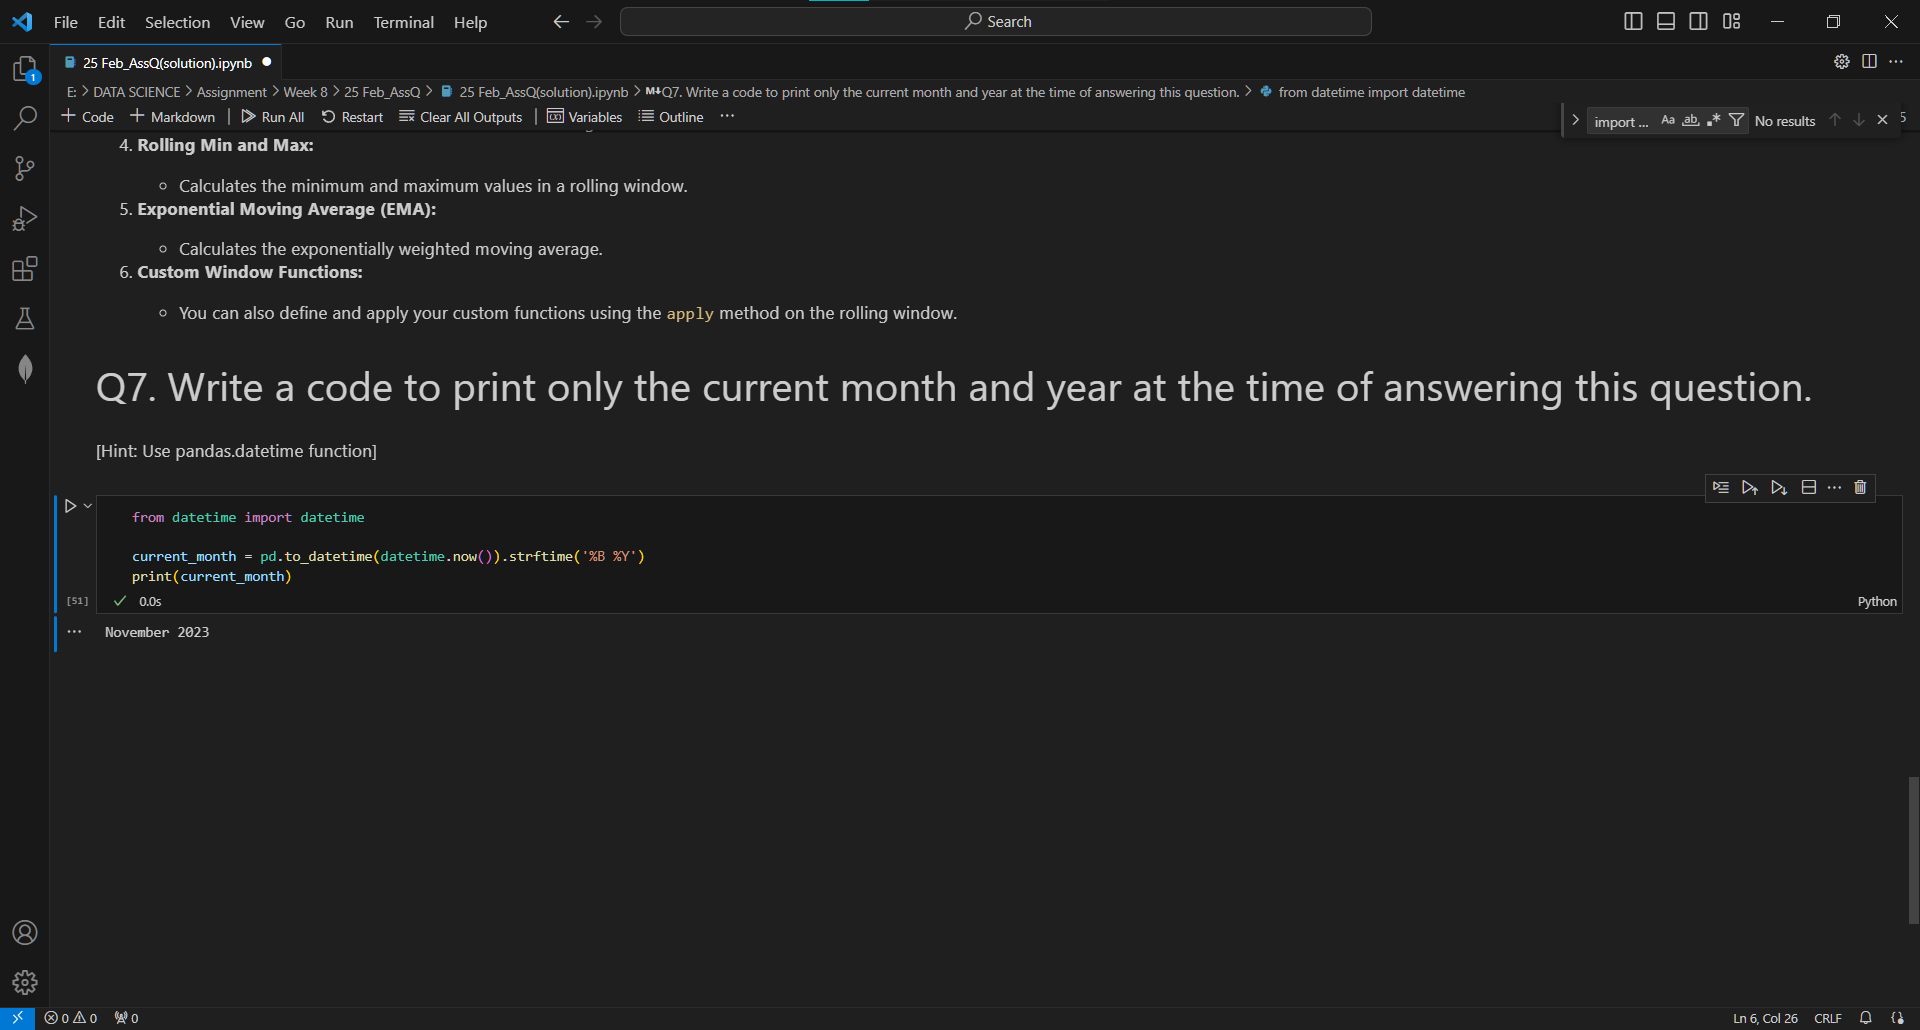 File Edit Selection View Go Run Terminal Help Search
25 Feb_AssQ(solution).ipynb
E: > DATA SCIENCE > Assignment > Week 8 > 25 Feb_AssQ > 25 Feb_AssQ(solution).ipynb > M↓Q7. Write a code to print only the current month and year at the time of answering this question. > from datetime import datetime
+ Code + Markdown | Run All Restart Clear All Outputs | Variables Outline ...
import ... Aa ab No results
4. Rolling Min and Max:
Calculates the minimum and maximum values in a rolling window.
5. Exponential Moving Average (EMA):
Calculates the exponentially weighted moving average.
6. Custom Window Functions:
You can also define and apply your custom functions using the apply method on the rolling window.
Q7. Write a code to print only the current month and year at the time of answering this question.
[Hint: Use pandas.datetime function]
from datetime import datetime
current_month = pd.to_datetime(datetime.now()).strftime('%B %Y')
print(current_month)
[51] 0.0s Python
November 2023
0 0 0 Ln 6, Col 26 CRLF